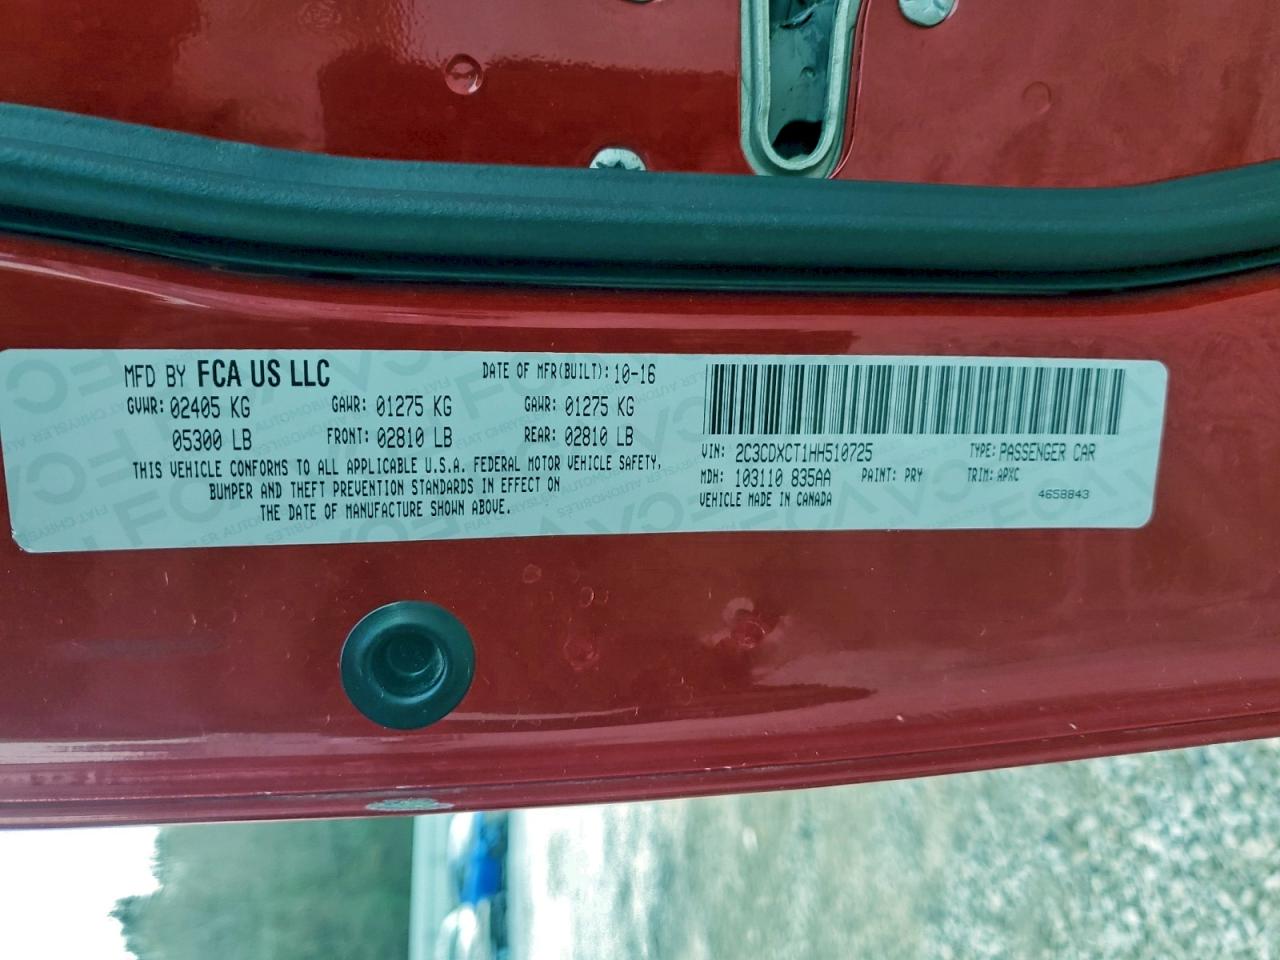 MFD BY FCA US LLC DATE OF MFR(BUILT): 10-16
GVWR: 02405 KG GAWR: 01275 KG GAWR: 01275 KG
05300 LB FRONT: 02810 LB REAR: 02810 LB
THIS VEHICLE CONFORMS TO ALL APPLICABLE U.S.A. FEDERAL MOTOR VEHICLE SAFETY,
BUMPER AND THEFT PREVENTION STANDARDS IN EFFECT ON
THE DATE OF MANUFACTURE SHOWN ABOVE.
VIN: 2C3CDXCT1HH510725 TYPE: PASSENGER CAR
MDH: 103110 835AA PAINT: PRY TRIM: APXC
VEHICLE MADE IN CANADA 4658843